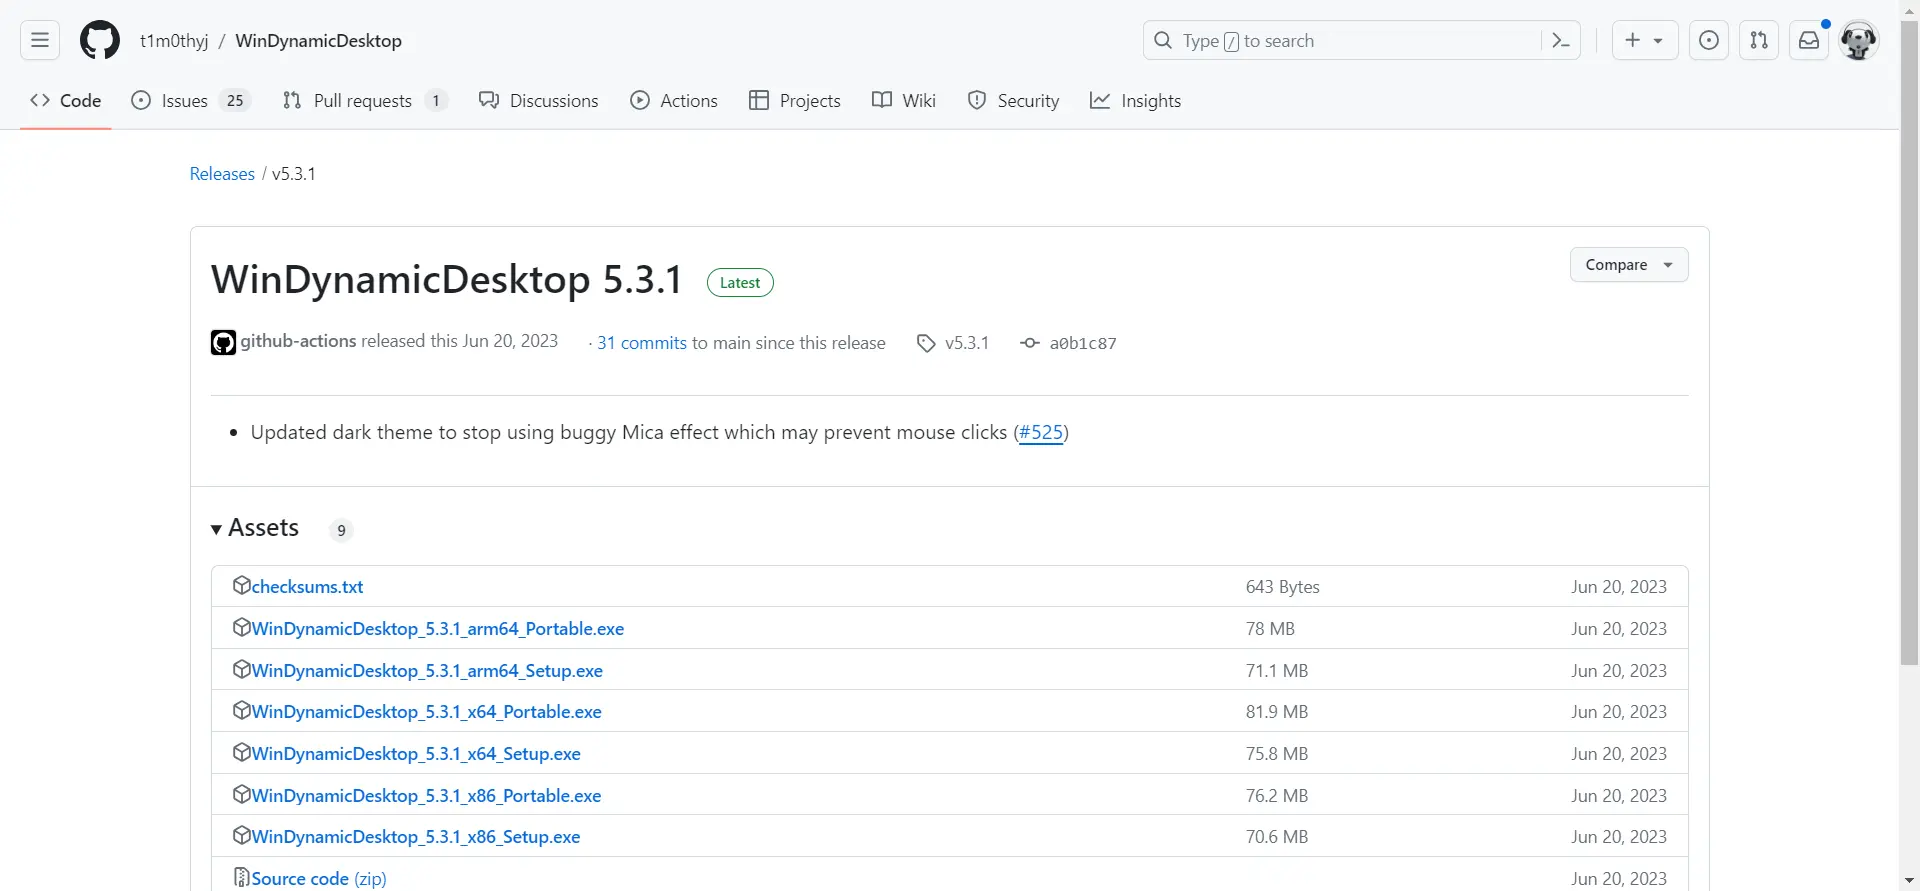 t1m0thyj / WinDynamicDesktop
Type / to search
Code
Issues 25
Pull requests 1
Discussions
Actions
Projects
Wiki
Security
Insights
Releases / v5.3.1
WinDynamicDesktop 5.3.1 Latest
Compare
github-actions released this Jun 20, 2023 · 31 commits to main since this release v5.3.1 a0b1c87
• Updated dark theme to stop using buggy Mica effect which may prevent mouse clicks (#525)
Assets 9
checksums.txt 643 Bytes Jun 20, 2023
WinDynamicDesktop_5.3.1_arm64_Portable.exe 78 MB Jun 20, 2023
WinDynamicDesktop_5.3.1_arm64_Setup.exe 71.1 MB Jun 20, 2023
WinDynamicDesktop_5.3.1_x64_Portable.exe 81.9 MB Jun 20, 2023
WinDynamicDesktop_5.3.1_x64_Setup.exe 75.8 MB Jun 20, 2023
WinDynamicDesktop_5.3.1_x86_Portable.exe 76.2 MB Jun 20, 2023
WinDynamicDesktop_5.3.1_x86_Setup.exe 70.6 MB Jun 20, 2023
Source code (zip) Jun 20, 2023